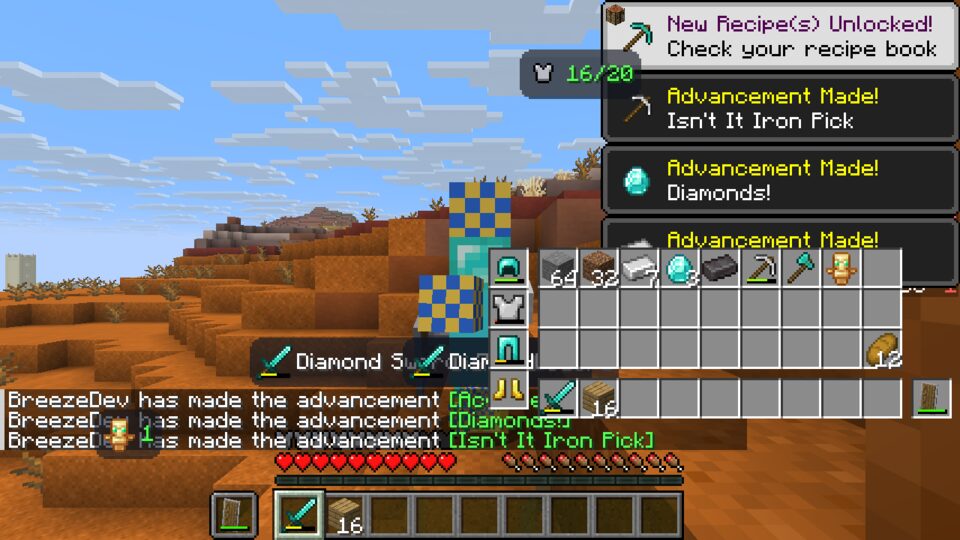 New Recipe(s) Unlocked!
Check your recipe book
16/20
Advancement Made!
Isn't It Iron Pick
Advancement Made!
Diamonds!
Advancement Made!
64
32
7
3
12
Diamond
BreezeDev has made the advancement
BreezeDev has made the advancement [Diamonds!]
1
has made the advancement [Isn't It Iron Pick]
16
16